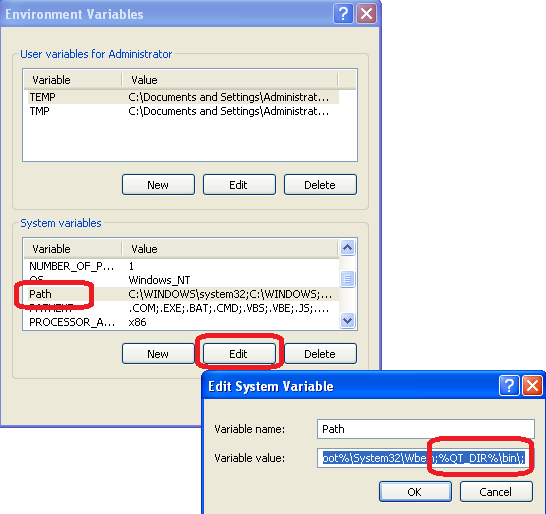 Environment Variables
User variables for Administrator
Variable Value
TEMP C:\Documents and Settings\Administrat...
TMP C:\Documents and Settings\Administrat...
New Edit Delete
System variables
Variable Value
NUMBER_OF_P... 1
OS Windows_NT
Path C:\WINDOWS\system32;C:\WINDOWS;...
PATHEXT .COM;.EXE;.BAT;.CMD;.VBS;.VBE;.JS;....
PROCESSOR_A... x86
New Edit Delete
Edit System Variable
Variable name: Path
Variable value: oot%\System32\Wbem;%QT_DIR%\bin\;
OK Cancel